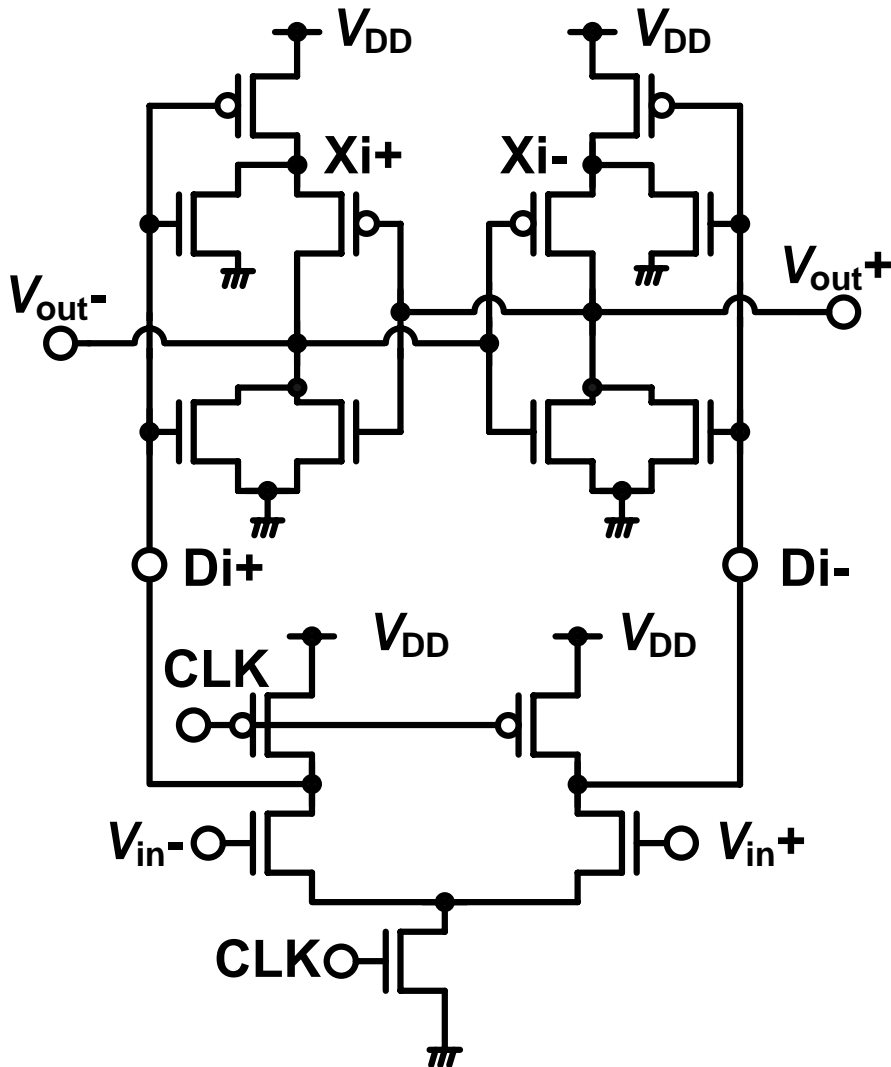 VDD VDD
Xi+ Xi-
Vout- Vout+
Di+ Di-
VDD VDD
CLK
Vin- Vin+
CLK